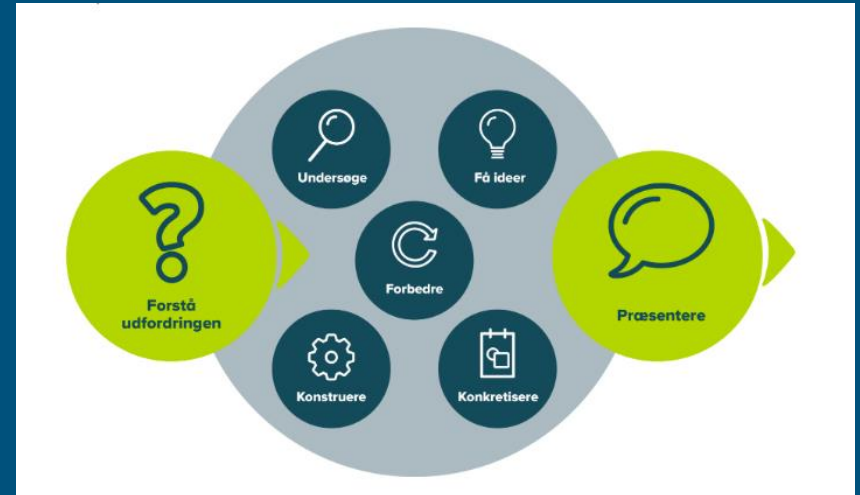 Undersøge
Få ideer
Forstå
udfordringen
Forbedre
Præsentere
Konstruere
Konkretisere